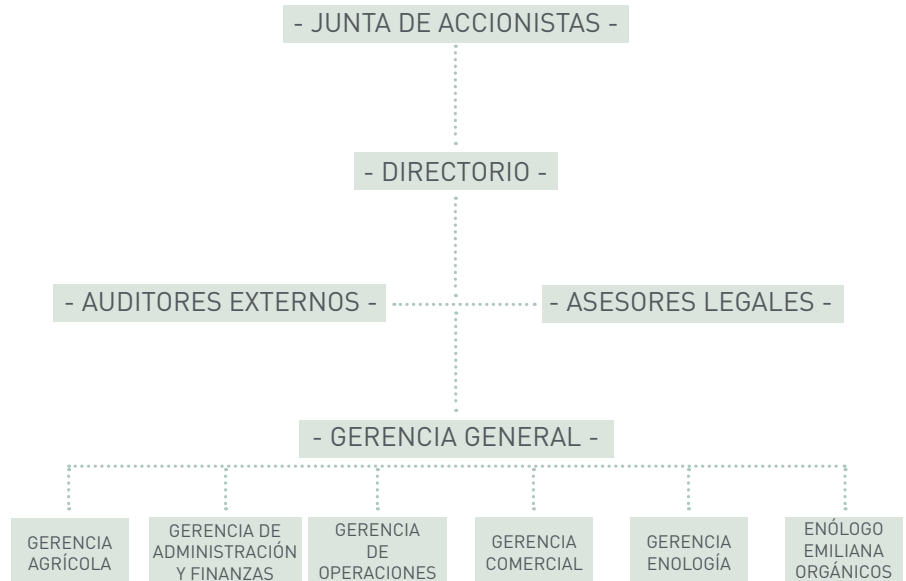 - JUNTA DE ACCIONISTAS -
- DIRECTORIO -
- AUDITORES EXTERNOS -
- ASESORES LEGALES -
- GERENCIA GENERAL -
GERENCIA
AGRÍCOLA
GERENCIA DE
ADMINISTRACIÓN
Y FINANZAS
GERENCIA
DE
OPERACIONES
GERENCIA
COMERCIAL
GERENCIA
ENOLOGÍA
ENÓLOGO
EMILIANA
ORGÁNICOS